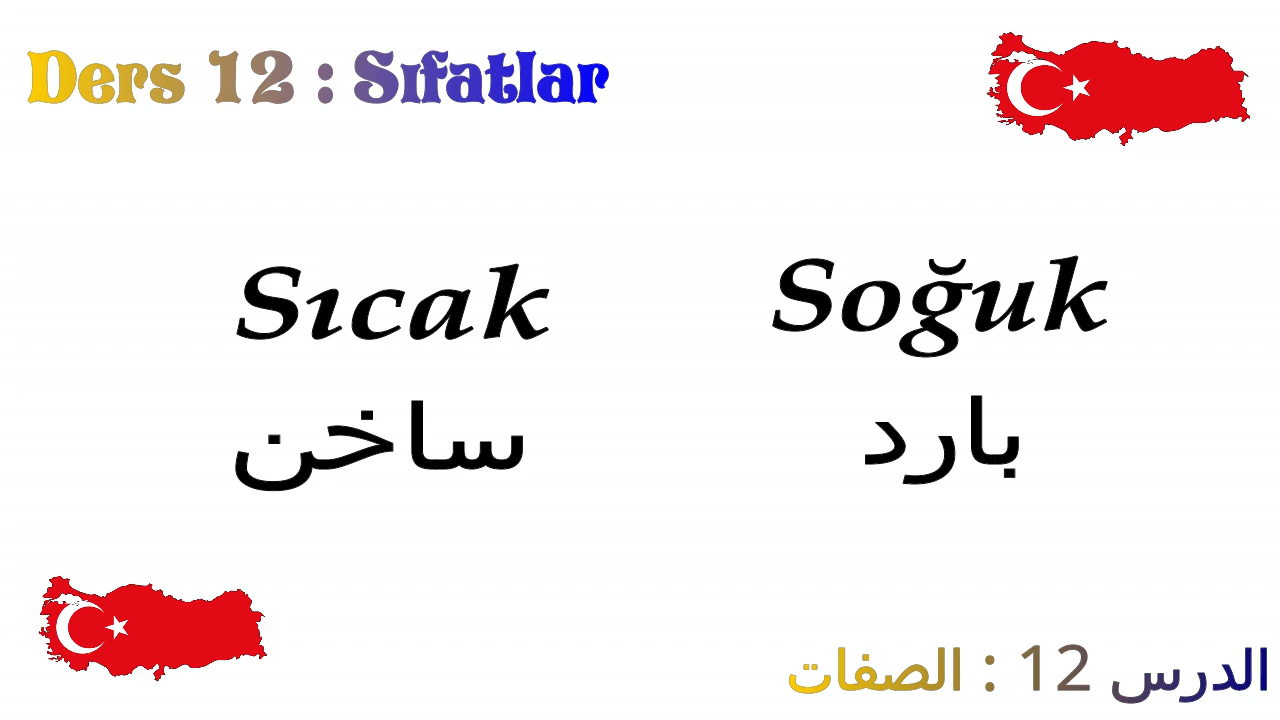 Ders 12 : Sıfatlar
Sıcak
Soğuk
ساخن
بارد
الدرس 12 : الصفات